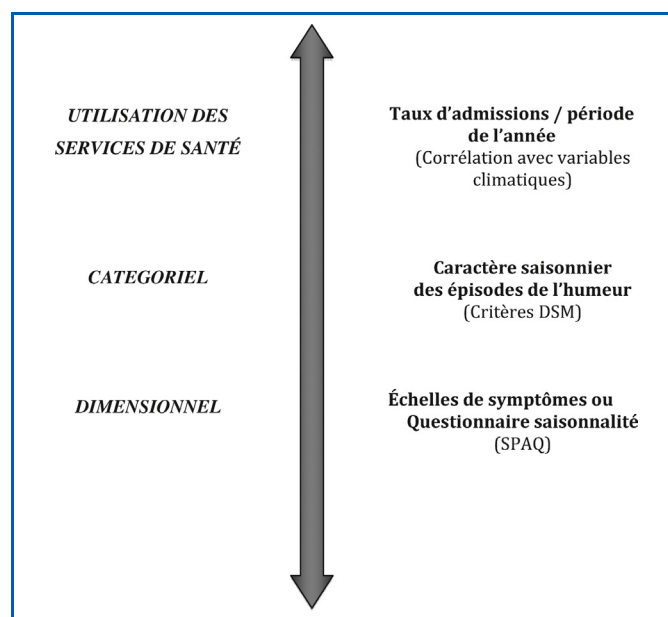 UTILISATION DES
SERVICES DE SANTÉ
Taux d’admissions / période
de l’année
(Corrélation avec variables
climatiques)
CATEGORIEL
Caractère saisonnier
des épisodes de l’humeur
(Critères DSM)
DIMENSIONNEL
Échelles de symptômes ou
Questionnaire saisonnalité
(SPAQ)